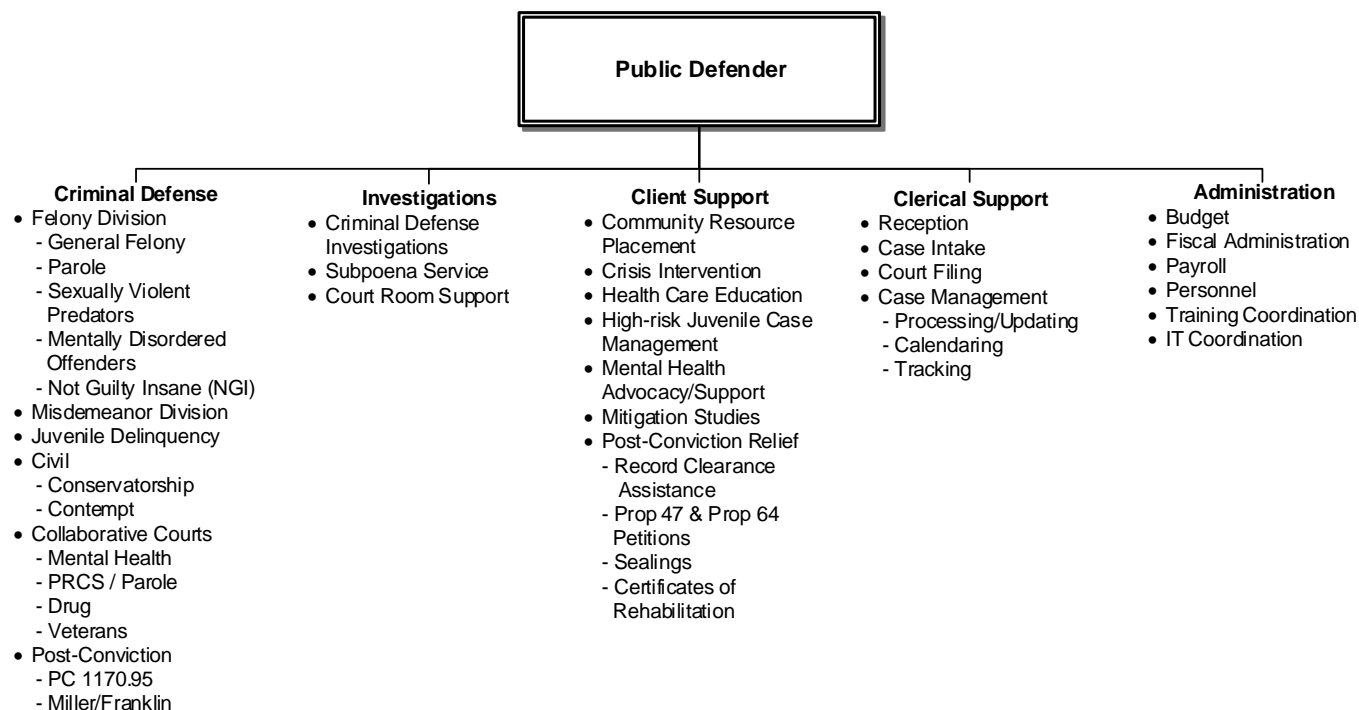 Public Defender
Criminal Defense
• Felony Division
- General Felony
- Parole
- Sexually Violent
Predators
- Mentally Disordered
Offenders
- Not Guilty Insane (NGI)
• Misdemeanor Division
• Juvenile Delinquency
• Civil
- Conservatorship
- Contempt
• Collaborative Courts
- Mental Health
- PRCS / Parole
- Drug
- Veterans
• Post-Conviction
- PC 1170.95
- Miller/Franklin
Investigations
• Criminal Defense
Investigations
• Subpoena Service
• Court Room Support
Client Support
• Community Resource
Placement
• Crisis Intervention
• Health Care Education
• High-risk Juvenile Case
Management
• Mental Health
Advocacy/Support
• Mitigation Studies
• Post-Conviction Relief
- Record Clearance
Assistance
- Prop 47 & Prop 64
Petitions
- Sealings
- Certificates of
Rehabilitation
Clerical Support
• Reception
• Case Intake
• Court Filing
• Case Management
- Processing/Updating
- Calendaring
- Tracking
Administration
• Budget
• Fiscal Administration
• Payroll
• Personnel
• Training Coordination
• IT Coordination